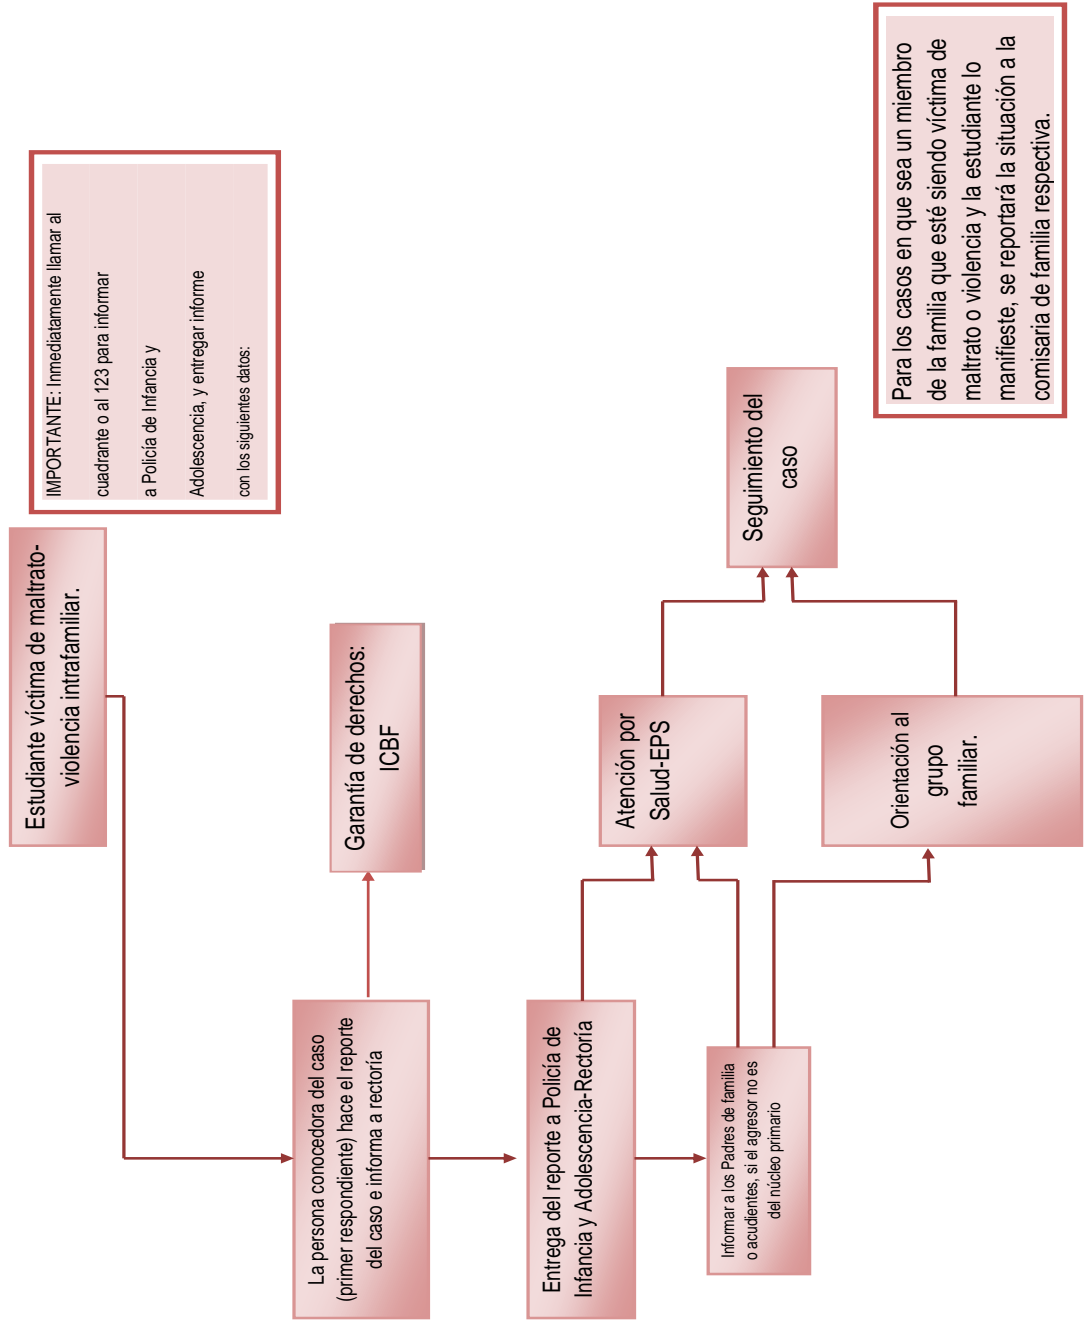 Estudiante víctima de maltrato-
violencia intrafamiliar.
IMPORTANTE: Inmediatamente llamar al
cuadrante o al 123 para informar
a Policía de Infancia y
Adolescencia, y entregar informe
con los siguientes datos:
La persona conocedora del caso
(primer respondiente) hace el reporte
del caso e informa a rectoría
Garantía de derechos:
ICBF
Entrega del reporte a Policía de
Infancia y Adolescencia-Rectoría
Informar a los Padres de familia
o acudientes, si el agresor no es
del núcleo primario
Atención por
Salud-EPS
Orientación al
grupo
familiar.
Seguimiento del
caso
Para los casos en que sea un miembro
de la familia que esté siendo víctima de
maltrato o violencia y la estudiante lo
manifieste, se reportará la situación a la
comisaria de familia respectiva.